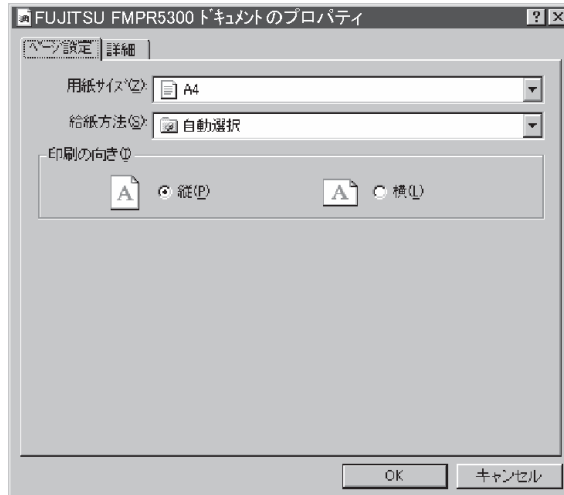 FUJITSU FMPR5300 ﾄﾞｷｭﾒﾝﾄのプロパティ
ﾍﾟｰｼﾞ設定 詳細
用紙ｻｲｽﾞ(Z): A4
給紙方法(S): 自動選択
印刷の向き(I)
A 縦(P) A 横(L)
OK キャンセル